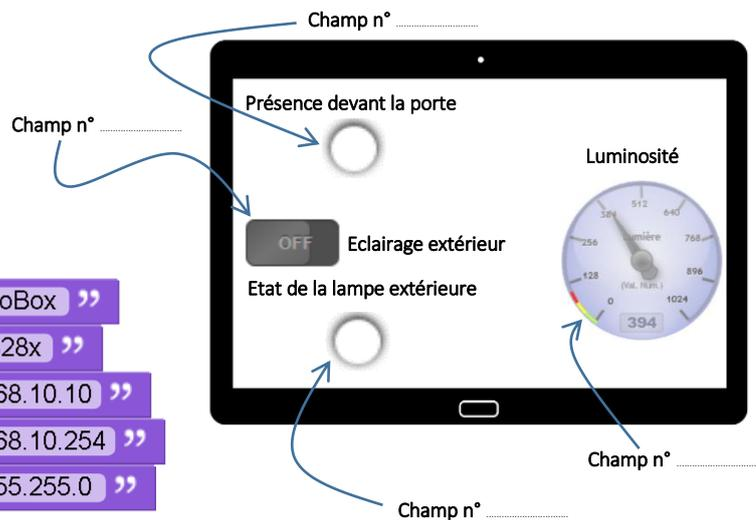 Champ n° ........................
Champ n° ........................
Présence devant la porte
Luminosité
OFF Eclairage extérieur
Etat de la lampe extérieure
0 128 256 384 512 640 768 896 1024
Lumière
(Val. Num.)
394
oBox ”
28x ”
68.10.10 ”
68.10.254 ”
55.255.0 ”
Champ n° ........................
Champ n° ........................